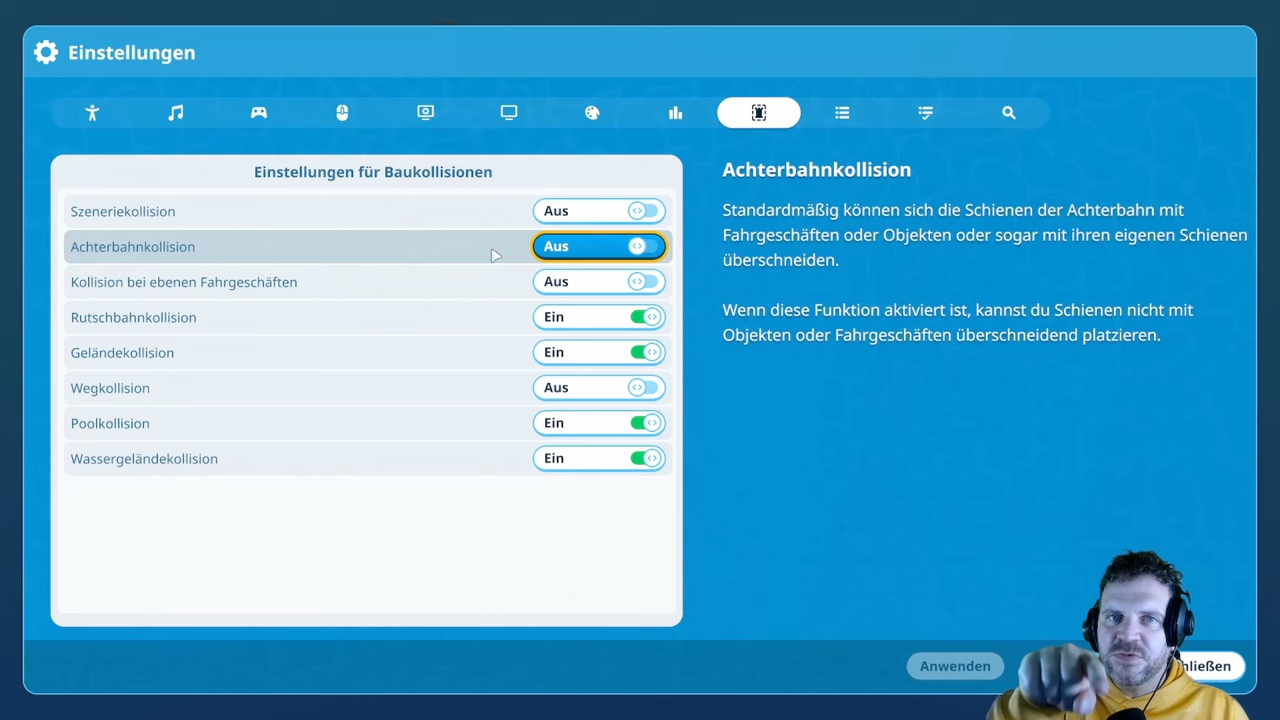 Einstellungen
Einstellungen für Baukollisionen
Szeneriekollision Aus
Achterbahnkollision Aus
Kollision bei ebenen Fahrgeschäften Aus
Rutschbahnkollision Ein
Geländekollision Ein
Wegkollision Aus
Poolkollision Ein
Wassergeländekollision Ein
Achterbahnkollision
Standardmäßig können sich die Schienen der Achterbahn mit
Fahrgeschäften oder Objekten oder sogar mit ihren eigenen Schienen
überschneiden.
Wenn diese Funktion aktiviert ist, kannst du Schienen nicht mit
Objekten oder Fahrgeschäften überschneidend platzieren.
Anwenden
hließen